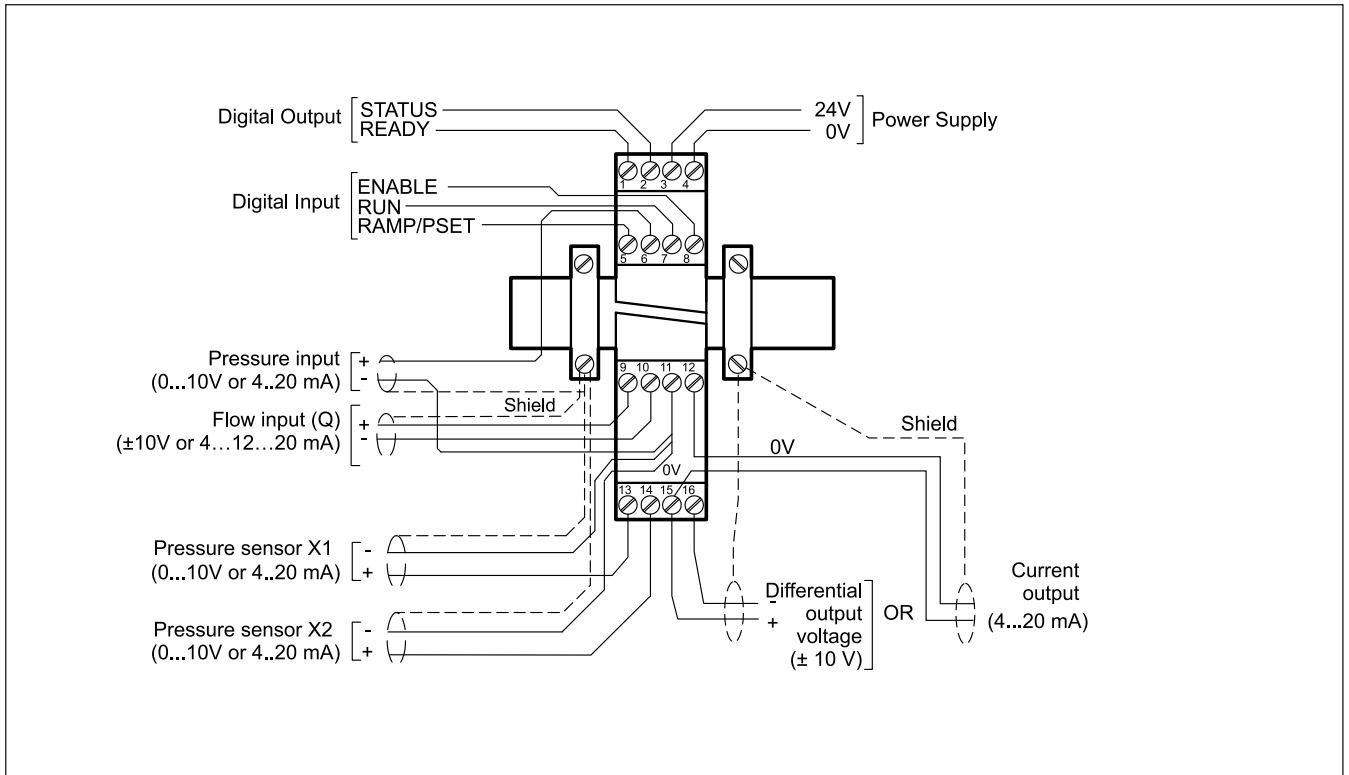 Digital Output
STATUS
READY
24V
0V
Power Supply
1 2 3 4
Digital Input
ENABLE
RUN
RAMP/PSET
5 6 7 8
Pressure input
(0...10V or 4..20 mA)
+
-
9 10 11 12
Shield
Flow input (Q)
(±10V or 4…12…20 mA)
+
-
Shield
0V
0V
13 14 15 16
Pressure sensor X1
(0...10V or 4..20 mA)
-
+
Pressure sensor X2
(0...10V or 4..20 mA)
-
+
-
+
Differential
output
voltage
(± 10 V)
OR
Current
output
(4...20 mA)